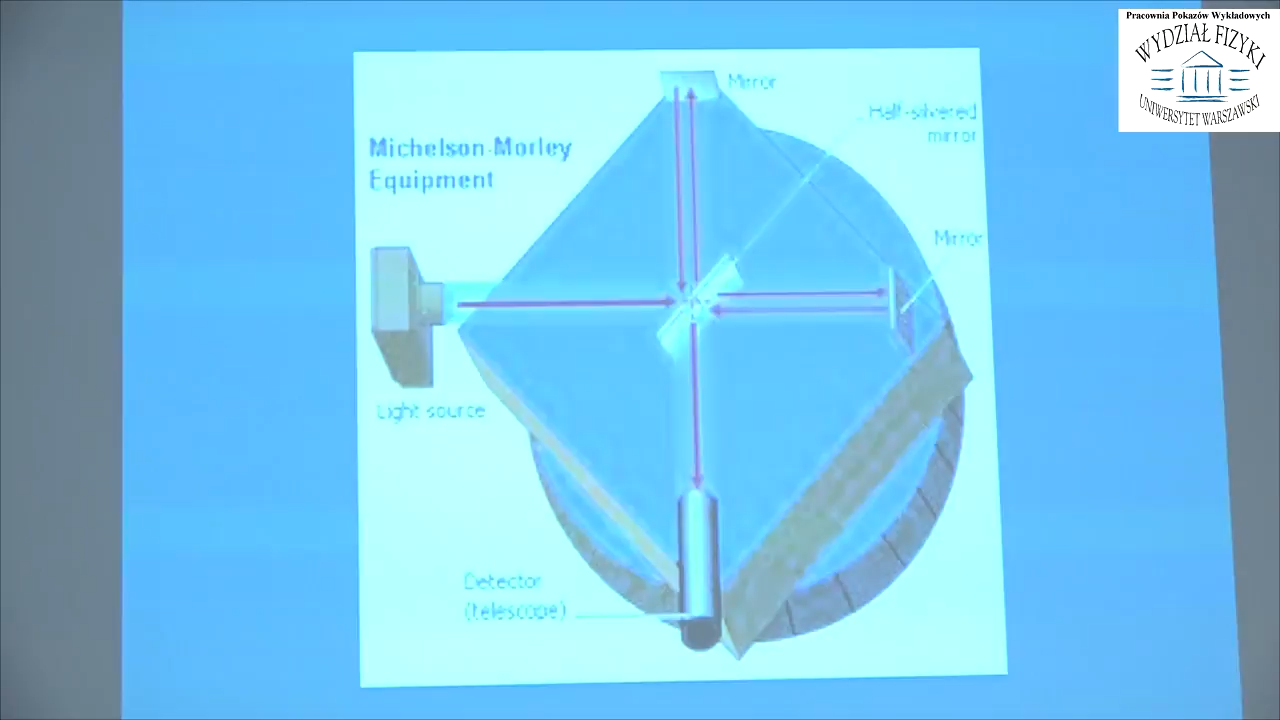 Pracownia Pokazów Wykładowych
WYDZIAŁ FIZYKI
UNIWERSYTET WARSZAWSKI
Mirror
Half-silvered
mirror
Michelson-Morley
Equipment
Mirror
Light source
Detector
(telescope)